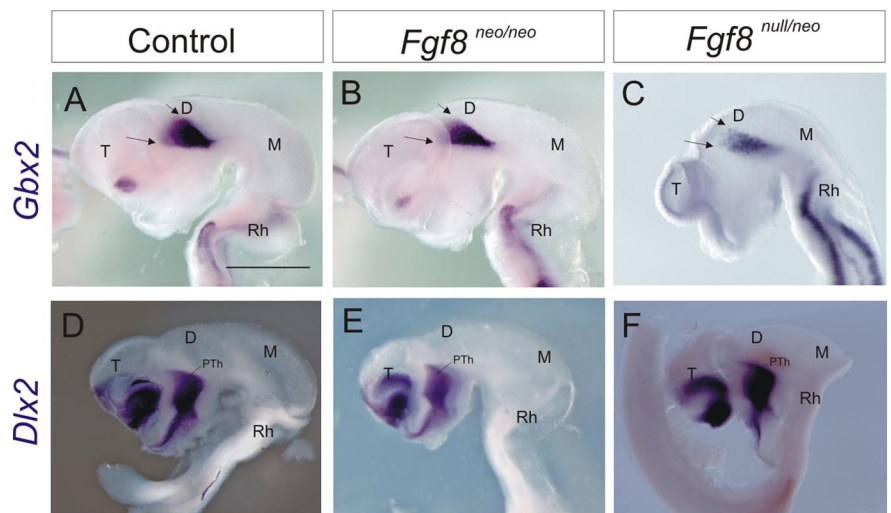 Control
Fgf8 neo/neo
Fgf8 null/neo
Gbx2
A
D
T
M
Rh
B
D
T
M
Rh
C
D
T
M
Rh
Dlx2
D
D
T
PTh
M
Rh
E
D
T
PTh
M
Rh
F
D
T
PTh
M
Rh